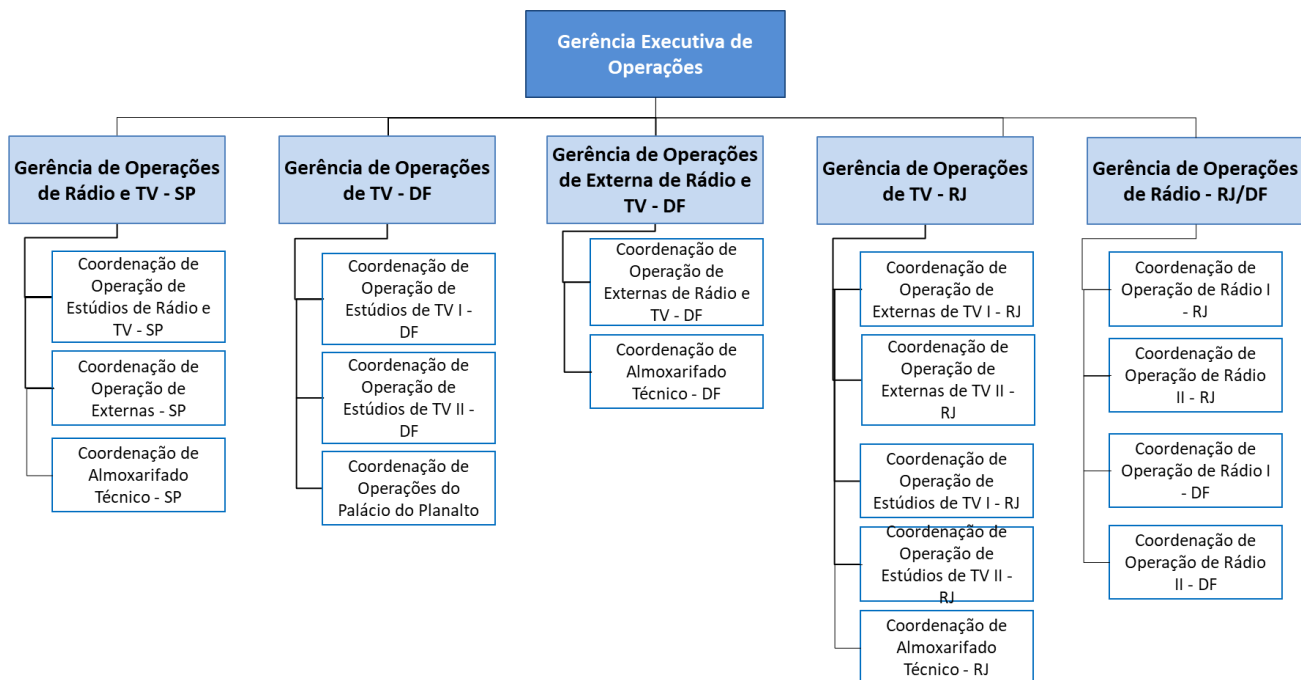 Gerência Executiva de
Operações
Gerência de Operações
de Rádio e TV - SP
Coordenação de
Operação de
Estúdios de Rádio e
TV - SP
Coordenação de
Operação de
Externas - SP
Coordenação de
Almoxarifado
Técnico - SP
Gerência de Operações
de TV - DF
Coordenação de
Operação de
Estúdios de TV I -
DF
Coordenação de
Operação de
Estúdios de TV II -
DF
Coordenação de
Operações do
Palácio do Planalto
Gerência de Operações
de Externa de Rádio e
TV - DF
Coordenação de
Operação de
Externas de Rádio e
TV - DF
Coordenação de
Almoxarifado
Técnico - DF
Gerência de Operações
de TV - RJ
Coordenação de
Operação de
Externas de TV I - RJ
Coordenação de
Operação de
Externas de TV II -
RJ
Coordenação de
Operação de
Estúdios de TV I - RJ
Coordenação de
Operação de
Estúdios de TV II -
RJ
Coordenação de
Almoxarifado
Técnico - RJ
Gerência de Operações
de Rádio - RJ/DF
Coordenação de
Operação de Rádio I
- RJ
Coordenação de
Operação de Rádio
II - RJ
Coordenação de
Operação de Rádio I
- DF
Coordenação de
Operação de Rádio
II - DF